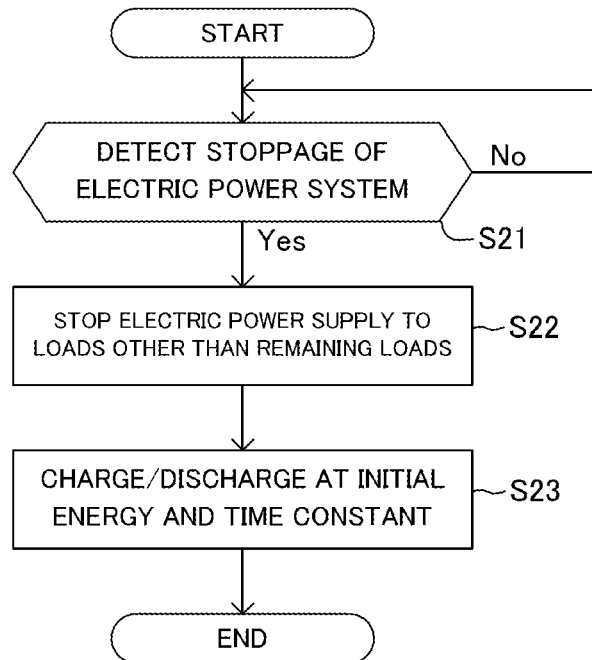 START
DETECT STOPPAGE OF
ELECTRIC POWER SYSTEM
No
S21
Yes
STOP ELECTRIC POWER SUPPLY TO
LOADS OTHER THAN REMAINING LOADS
S22
CHARGE/DISCHARGE AT INITIAL
ENERGY AND TIME CONSTANT
S23
END